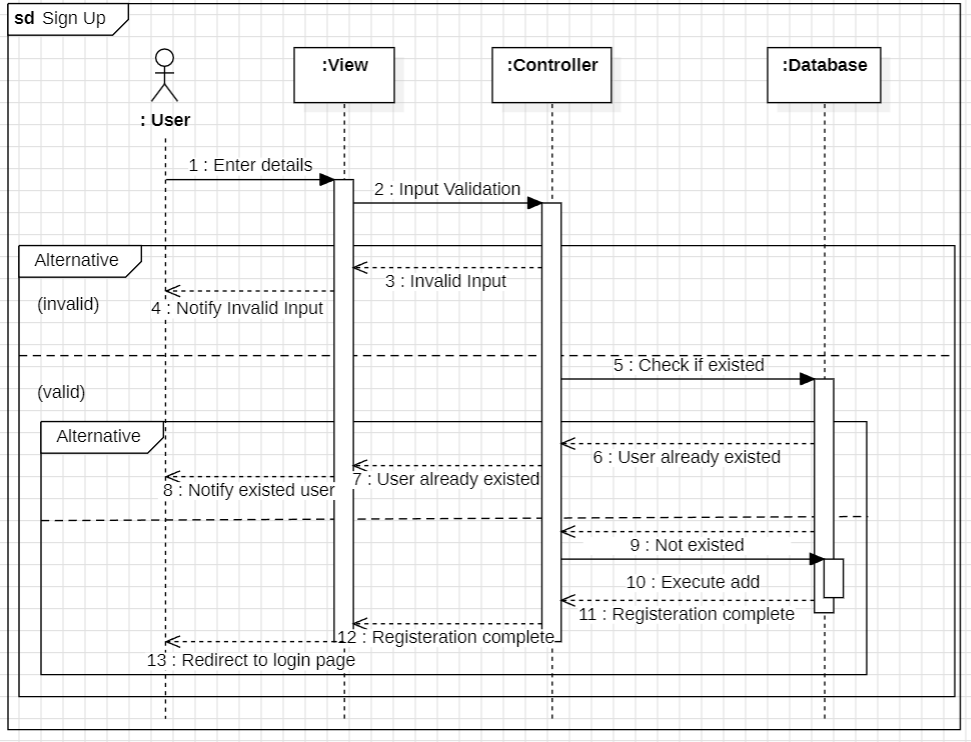 sd Sign Up
:View
:Controller
:Database
: User
1 : Enter details
2 : Input Validation
Alternative
3 : Invalid Input
(invalid)
4 : Notify Invalid Input
5 : Check if existed
(valid)
Alternative
6 : User already existed
7 : User already existed
8 : Notify existed user
9 : Not existed
10 : Execute add
11 : Registeration complete
12 : Registeration complete
13 : Redirect to login page